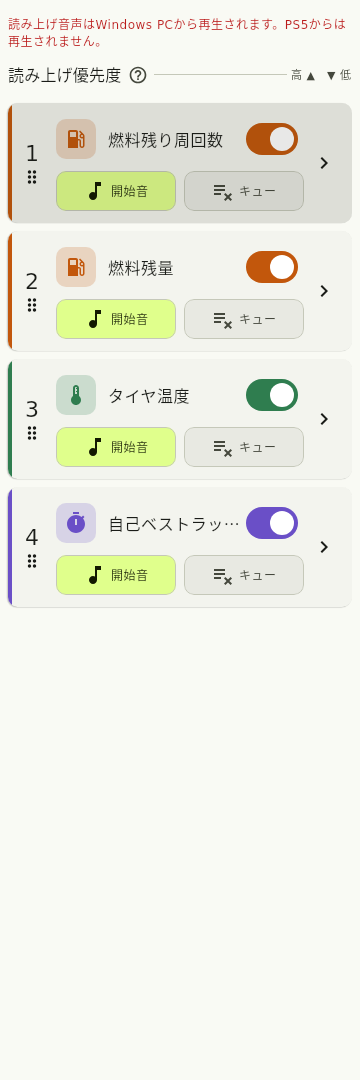 読み上げ音声はWindows PCから再生されます。PS5からは
再生されません。
読み上げ優先度 高 ▲ ▼ 低
1
燃料残り周回数
開始音 キュー
2
燃料残量
開始音 キュー
3
タイヤ温度
開始音 キュー
4
自己ベストラッ…
開始音 キュー